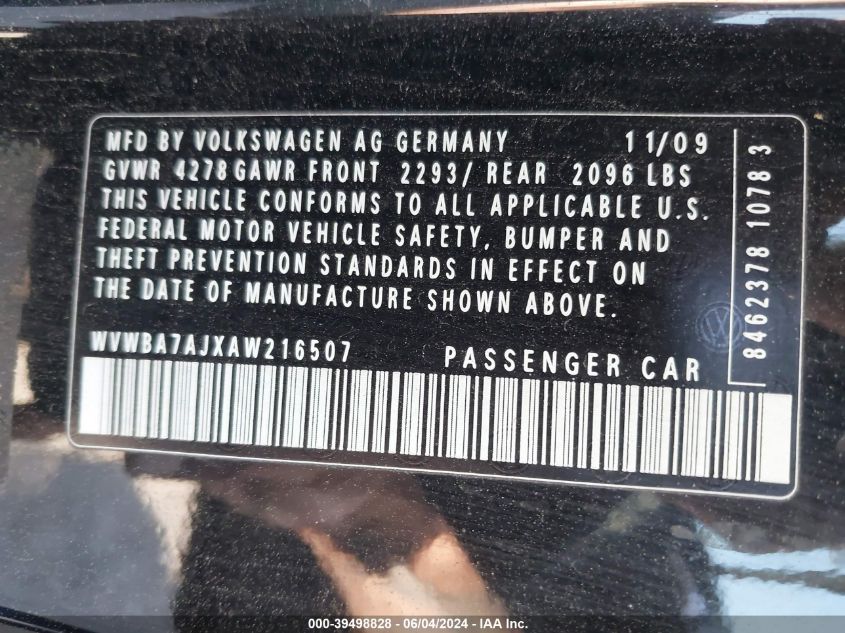 MFD BY VOLKSWAGEN AG GERMANY 11/09
GVWR 4278 GAWR FRONT 2293/ REAR 2096 LBS
THIS VEHICLE CONFORMS TO ALL APPLICABLE U.S.
FEDERAL MOTOR VEHICLE SAFETY, BUMPER AND
THEFT PREVENTION STANDARDS IN EFFECT ON
THE DATE OF MANUFACTURE SHOWN ABOVE.
WVWBA7AJXAW216507 PASSENGER CAR
8462378 1078 3
000-39498828 - 06/04/2024 - IAA Inc.